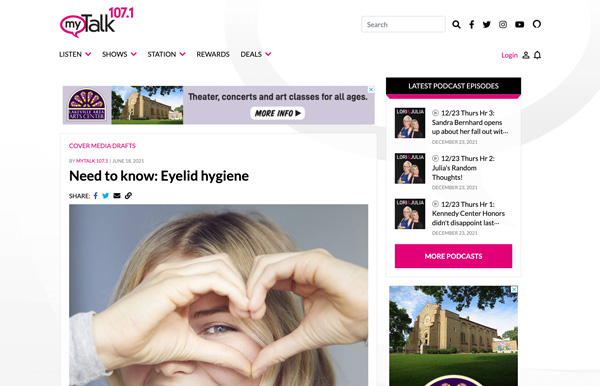 my Talk 107.1
Search
LISTEN SHOWS STATION REWARDS DEALS Login
LAKEVILLE AREA
ARTS CENTER
Theater, concerts and art classes for all ages.
MORE INFO
COVER MEDIA DRAFTS
BY MYTALK 107.1 | JUNE 18, 2021
Need to know: Eyelid hygiene
SHARE:
LATEST PODCAST EPISODES
LORI & JULIA
12/23 Thurs Hr 3:
Sandra Bernhard opens
up about her fall out wit...
DECEMBER 23, 2021
LORI & JULIA
12/23 Thurs Hr 2:
Julia's Random
Thoughts!
DECEMBER 23, 2021
LORI & JULIA
12/23 Thurs Hr 1:
Kennedy Center Honors
didn't disappoint last...
DECEMBER 23, 2021
MORE PODCASTS